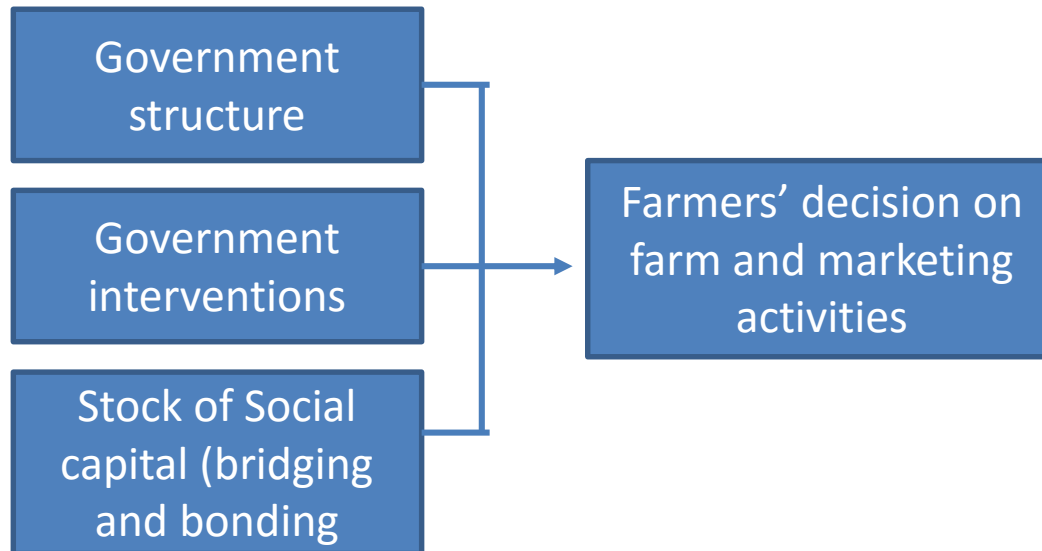 Government
structure
Government
interventions
Stock of Social
capital (bridging
and bonding
Farmers’ decision on
farm and marketing
activities